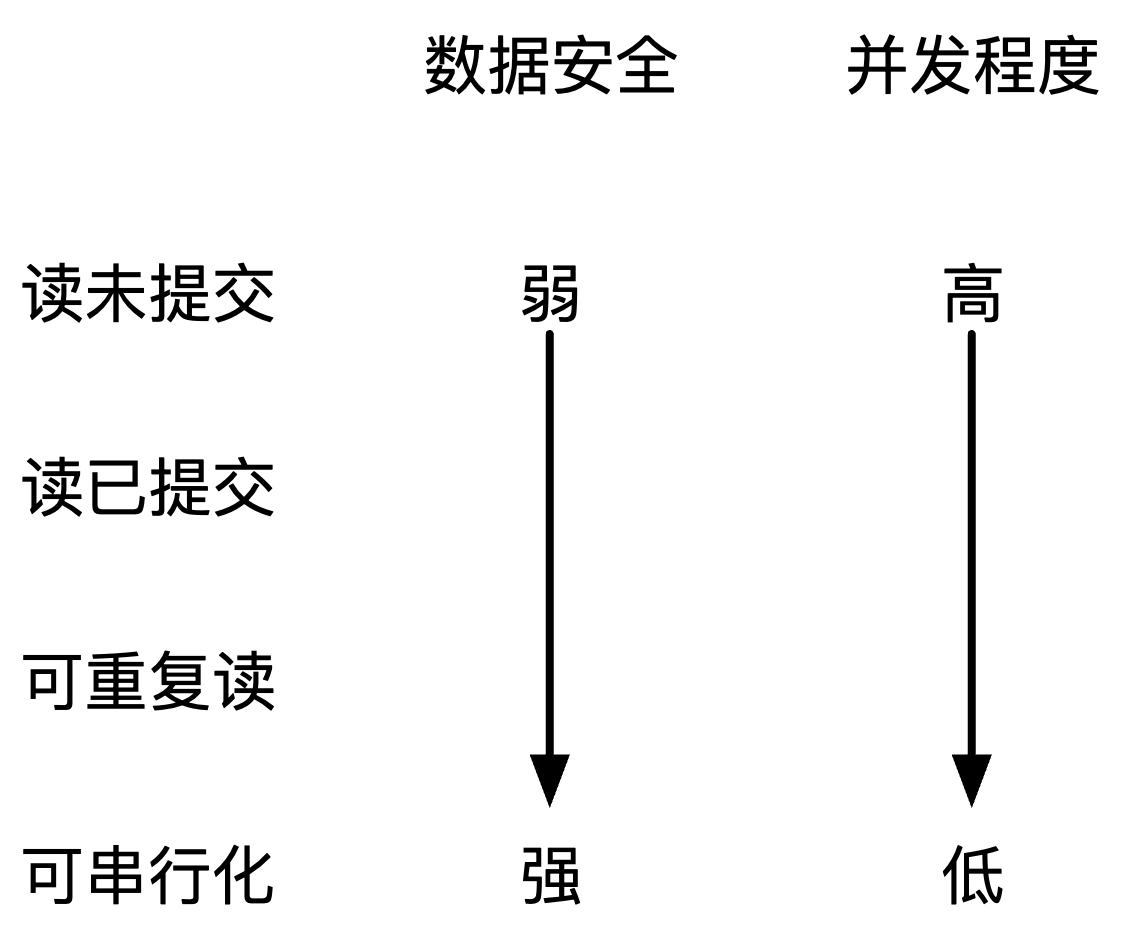 数据安全 并发程度
读未提交 弱 高
读已提交
可重复读
可串行化 强 低